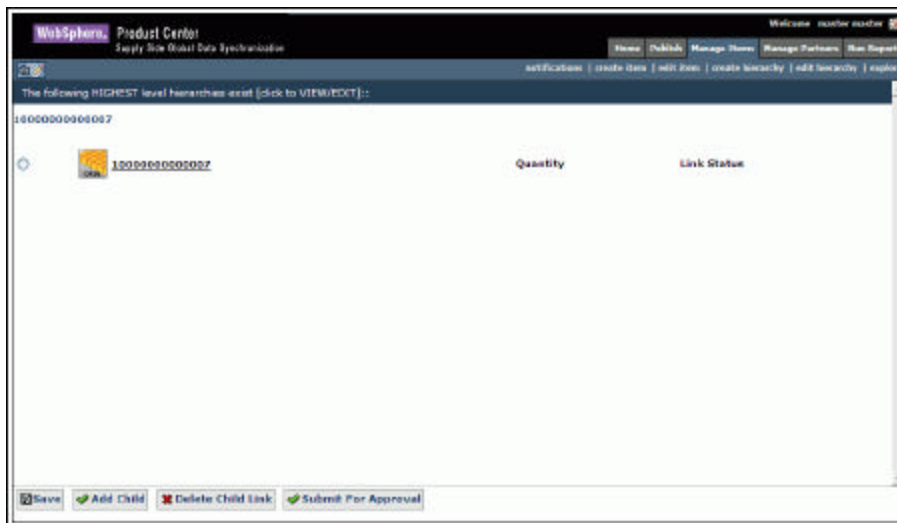 WebSphere. Product Center
Supply Side Global Data Synchronization
Welcome master master
Home Publish Manage Items Manage Partners Run Report
notifications | create item | edit item | create hierarchy | edit hierarchy | explor
The following HIGHEST level hierarchies exist [click to VIEW/EDIT]::
10000000000007
10000000000007 Quantity Link Status
Save Add Child Delete Child Link Submit For Approval